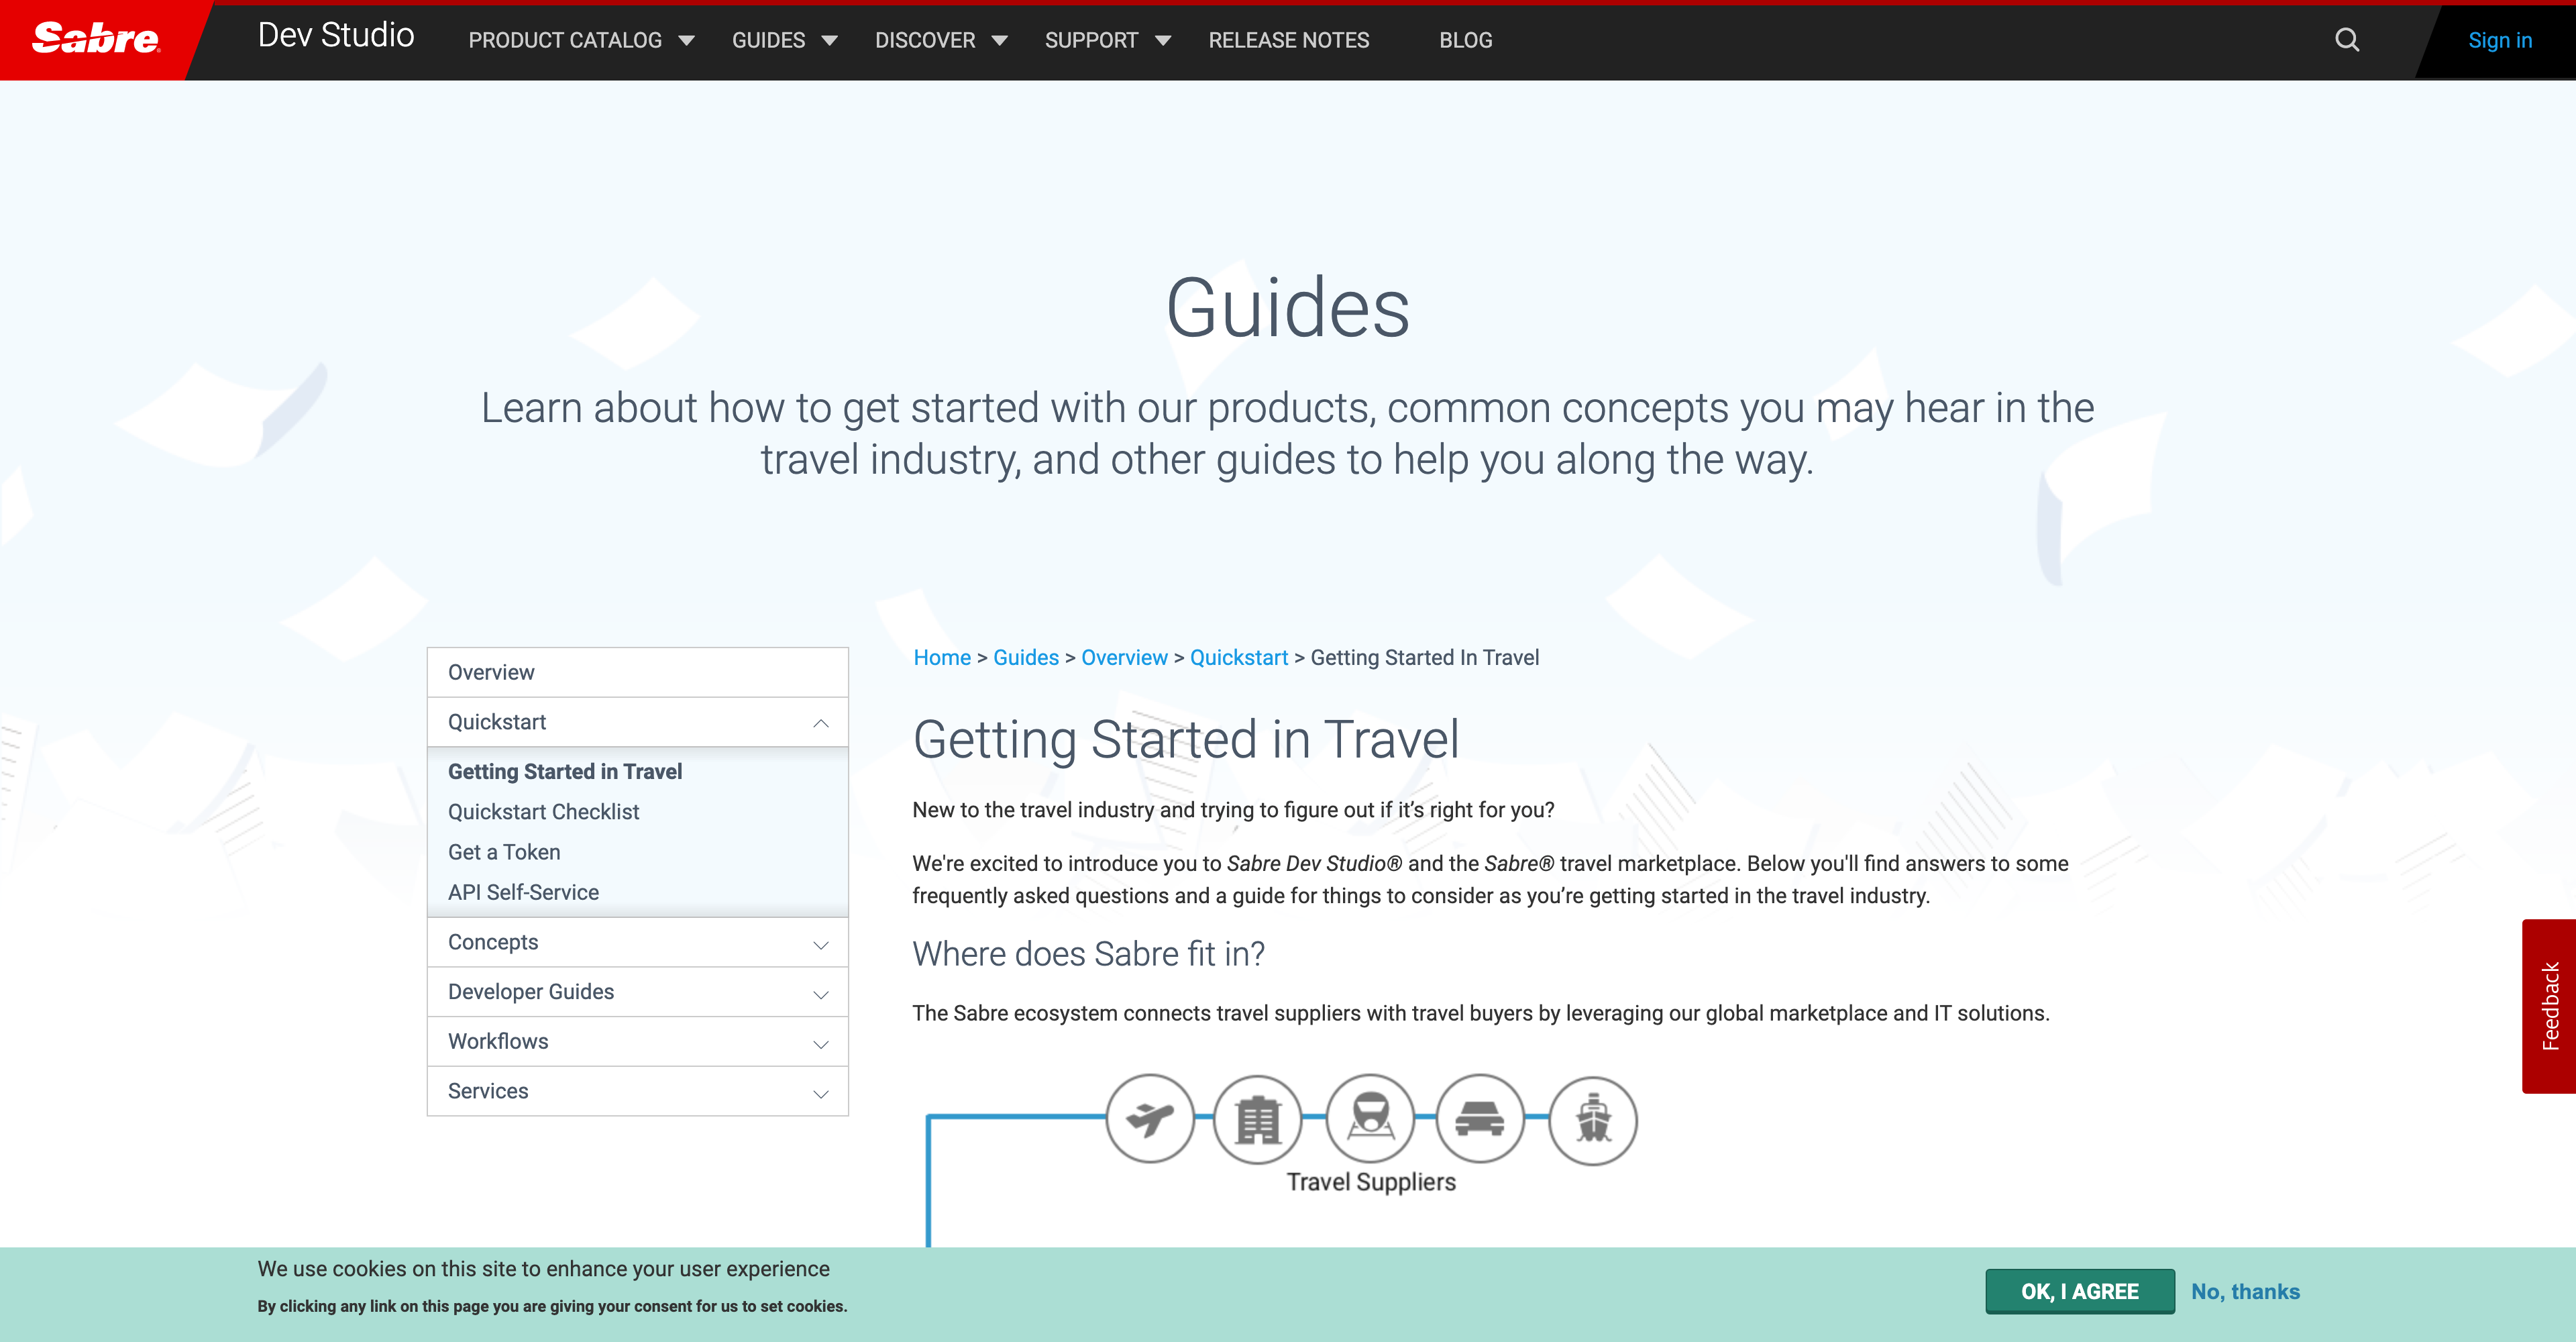 Sabre
Dev Studio
PRODUCT CATALOG
GUIDES
DISCOVER
SUPPORT
RELEASE NOTES
BLOG
Sign in
Guides
Learn about how to get started with our products, common concepts you may hear in the
travel industry, and other guides to help you along the way.
Overview
Quickstart
Getting Started in Travel
Quickstart Checklist
Get a Token
API Self-Service
Concepts
Developer Guides
Workflows
Services
Home > Guides > Overview > Quickstart > Getting Started In Travel
Getting Started in Travel
New to the travel industry and trying to figure out if it’s right for you?
We're excited to introduce you to Sabre Dev Studio® and the Sabre® travel marketplace. Below you'll find answers to some
frequently asked questions and a guide for things to consider as you’re getting started in the travel industry.
Where does Sabre fit in?
The Sabre ecosystem connects travel suppliers with travel buyers by leveraging our global marketplace and IT solutions.
Travel Suppliers
Feedback
We use cookies on this site to enhance your user experience
By clicking any link on this page you are giving your consent for us to set cookies.
OK, I AGREE
No, thanks